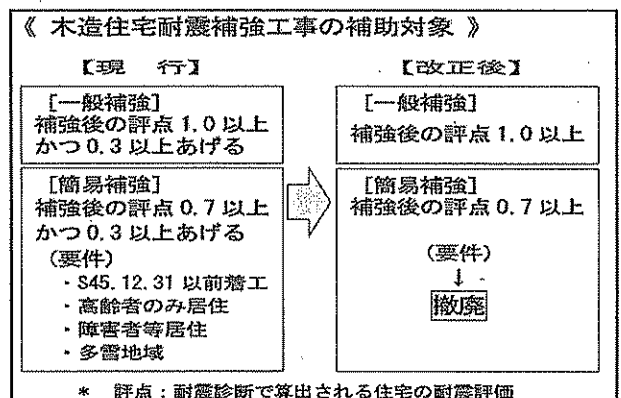 《 木造住宅耐震補強工事の補助対象 》
【現 行】
[一般補強]
補強後の評点 1.0 以上
かつ 0.3 以上あげる
[簡易補強]
補強後の評点 0.7 以上
かつ 0.3 以上あげる
(要件)
・S45.12.31 以前着工
・高齢者のみ居住
・障害者等居住
・多雪地域
【改正後】
[一般補強]
補強後の評点 1.0 以上
[簡易補強]
補強後の評点 0.7 以上
(要件)
↓
撤廃
* 評点:耐震診断で算出される住宅の耐震評価